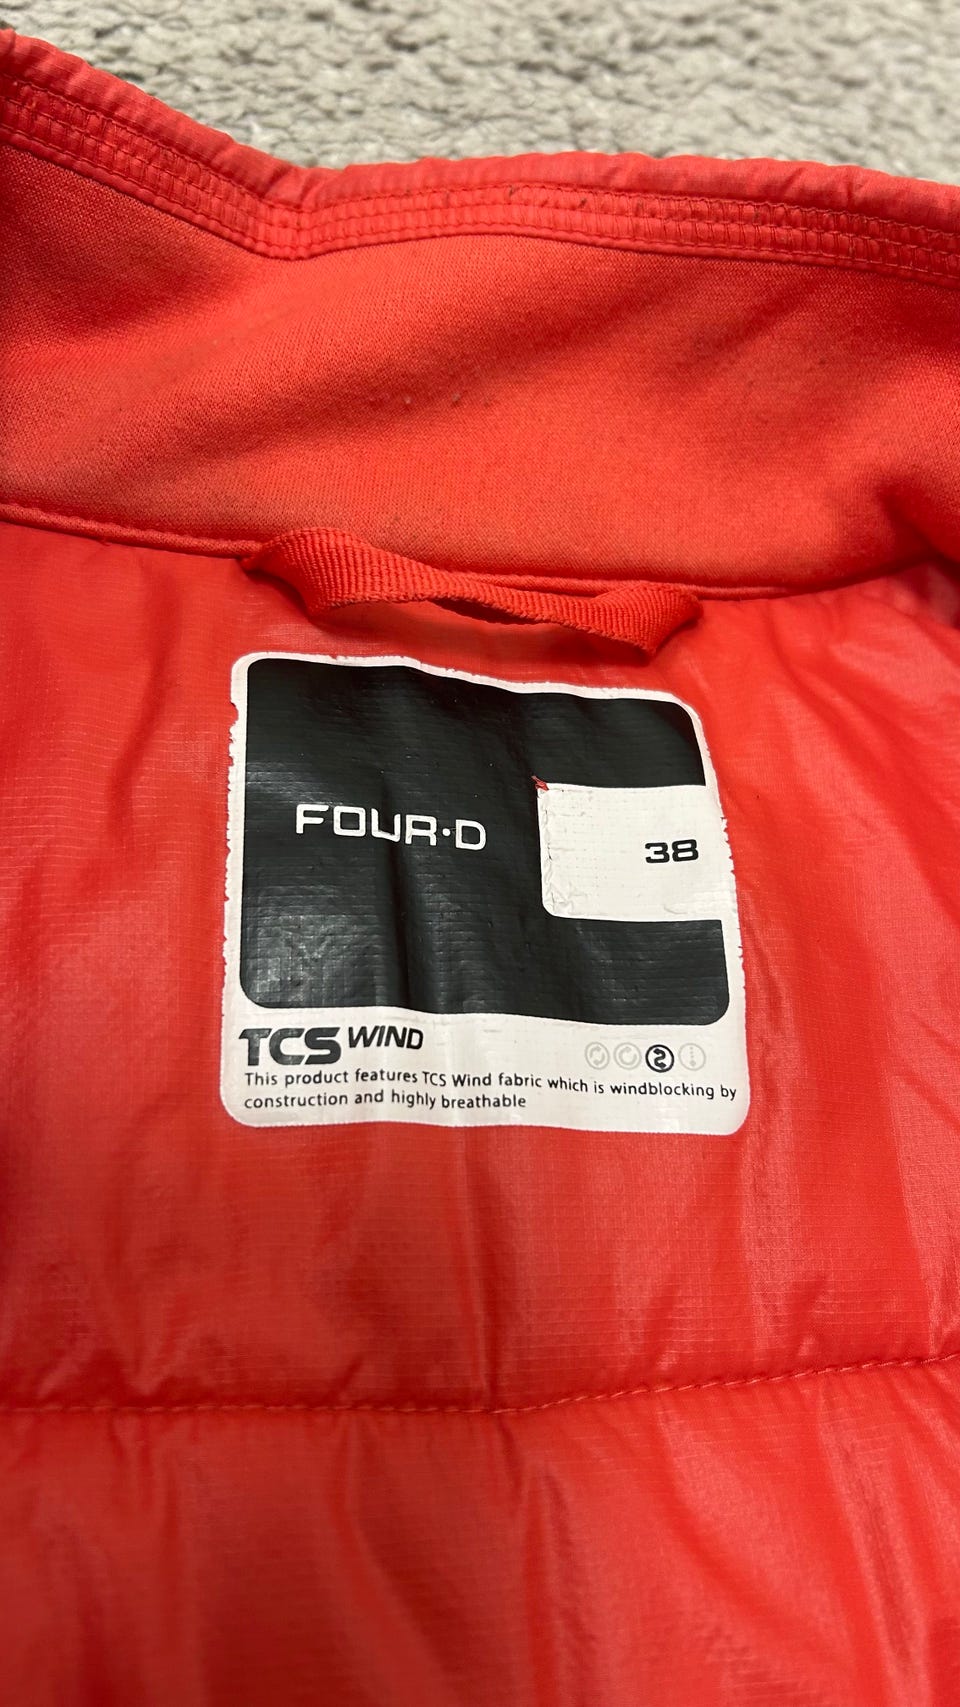 FOUR·D
38
TCS WIND
This product features TCS Wind fabric which is windblocking by
construction and highly breathable